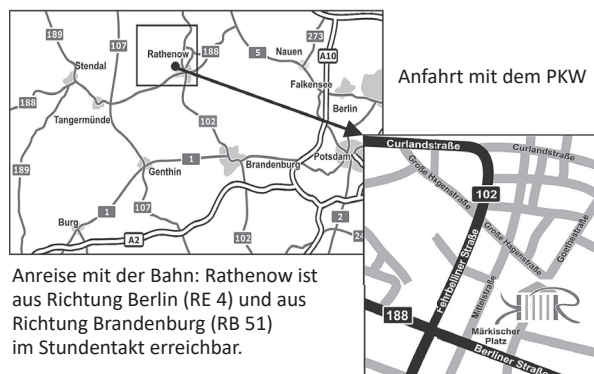 189
107
Rathenow
188
5
Nauen
273
A10
Stendal
Falkensee
Berlin
188
Tangermünde
102
189
Genthin
1
Brandenburg
Potsdam
107
Burg
1
A2
102
2
Anfahrt mit dem PKW
Curlandstraße
Curlandstraße
Große Hagenstraße
102
Große Hagenstraße
Goethestraße
Fehrbelliner Straße
Mittelstraße
188
Märkischer
Platz
Berliner Straße
Anreise mit der Bahn: Rathenow ist
aus Richtung Berlin (RE 4) und aus
Richtung Brandenburg (RB 51)
im Stundentakt erreichbar.